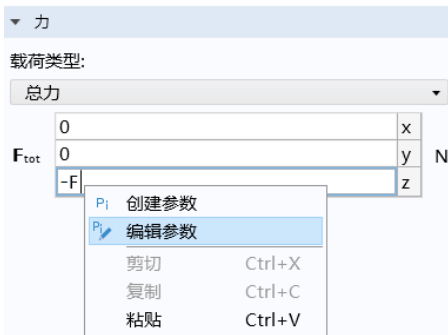 力
载荷类型:
总力
0 x
F_tot 0 y N
-F z
Pi 创建参数
Pi 编辑参数
剪切 Ctrl+X
复制 Ctrl+C
粘贴 Ctrl+V